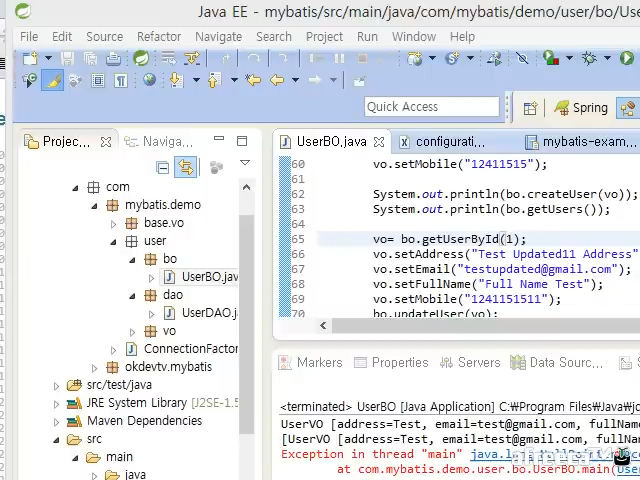 Java EE - mybatis/src/main/java/com/mybatis/demo/user/bo/Use
File Edit Source Refactor Navigate Search Project Run Window Help
Quick Access
Spring
Projec...
Naviga...
UserBO.java
configurati...
mybatis-exam...
com
mybatis.demo
base.vo
user
bo
UserBO.jav
dao
UserDAO.j
vo
ConnectionFactor
okdevtv.mybatis
src/test/java
JRE System Library [J2SE-1.5
Maven Dependencies
src
main
java
60 vo.setMobile("12411515");
61
62 System.out.println(bo.createUser(vo));
63 System.out.println(bo.getUsers());
64
65 vo= bo.getUserById(1);
66 vo.setAddress("Test Updated11 Address"
67 vo.setEmail("testupdated@gmail.com");
68 vo.setFullName("Full Name Test");
69 vo.setMobile("1241151511");
70 bo.updateUser(vo);
Markers
Properties
Servers
Data Sourc...
<terminated> UserBO [Java Application] C:₩Program Files₩Java₩j
UserVO [address=Test, email=test@gmail.com, fullName
[UserVO [address=Test, email=test@gmail.com, fullNa
Exception in thread "main" java.l
at com.mybatis.demo.user.bo.UserBO.main(User